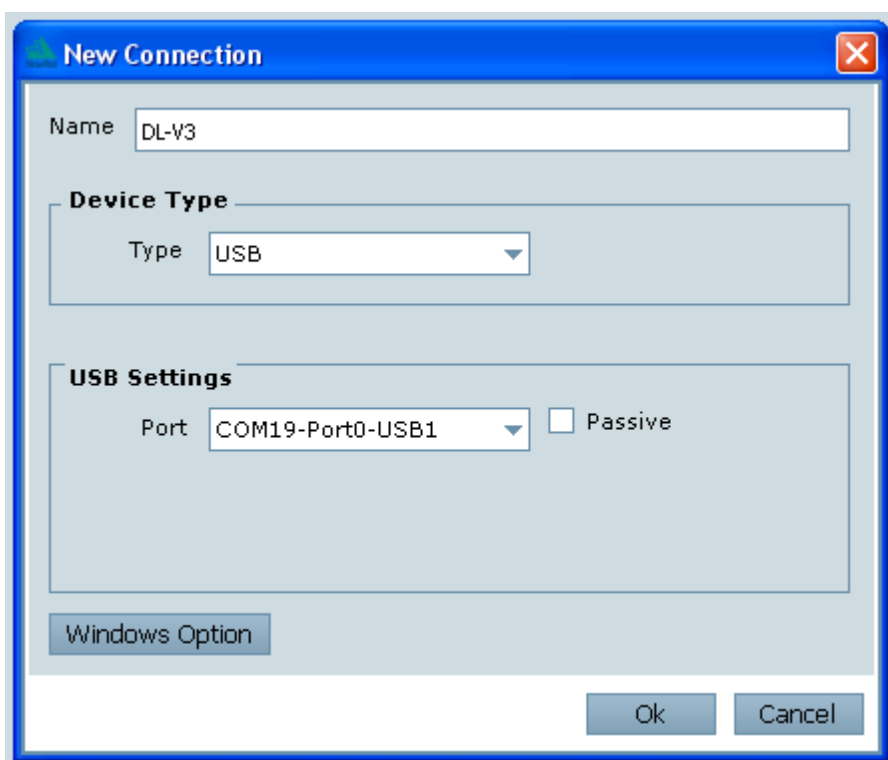 New Connection
Name DL-V3
Device Type
Type USB
USB Settings
Port COM19-Port0-USB1 Passive
Windows Option
Ok Cancel